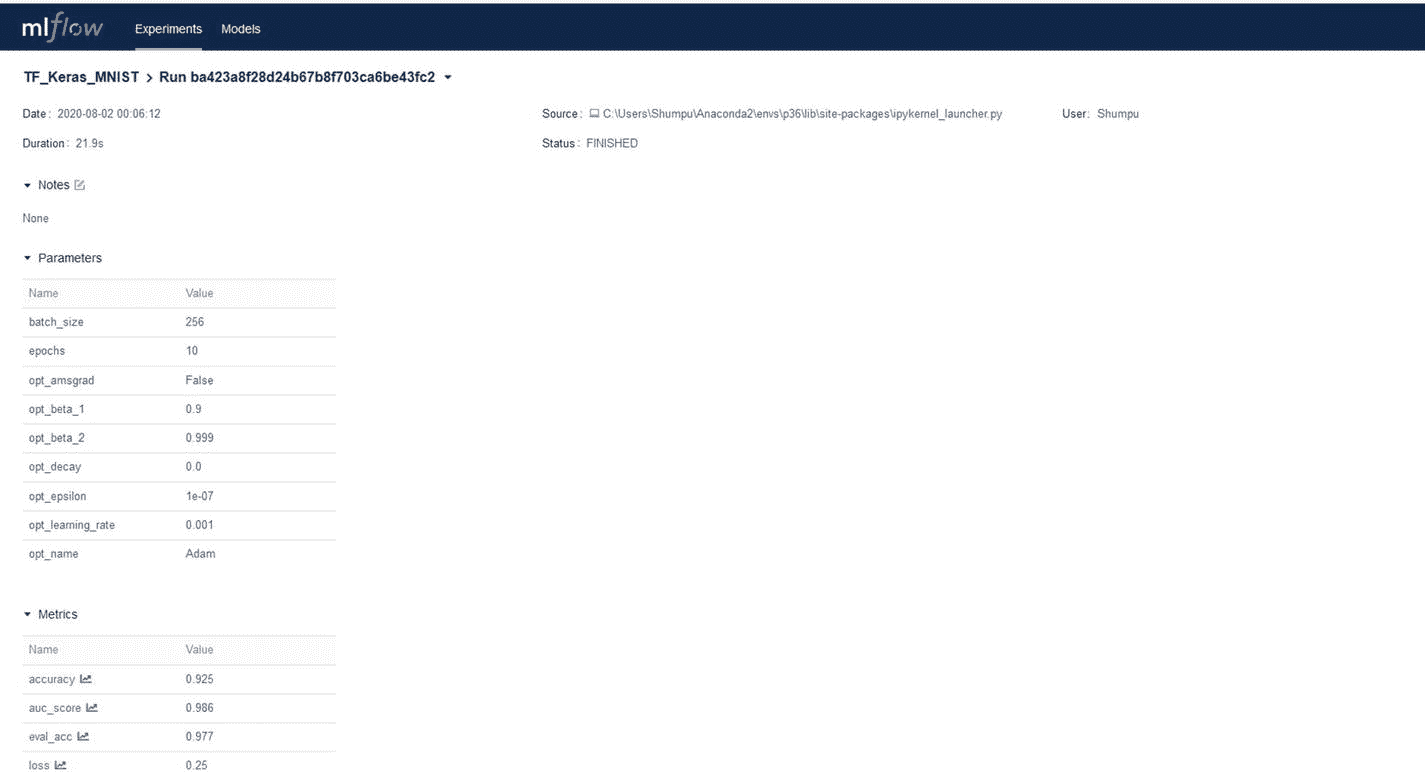 mlflow Experiments Models
TF_Keras_MNIST > Run ba423a8f28d24b67b8f703ca6be43fc2
Date : 2020-08-02 00:06:12 Source : C:\Users\Shumpu\Anaconda2\envs\p36\lib\site-packages\ipykernel_launcher.py User : Shumpu
Duration : 21.9s Status : FINISHED
Notes
None
Parameters
Name Value
batch_size 256
epochs 10
opt_amsgrad False
opt_beta_1 0.9
opt_beta_2 0.999
opt_decay 0.0
opt_epsilon 1e-07
opt_learning_rate 0.001
opt_name Adam
Metrics
Name Value
accuracy 0.925
auc_score 0.986
eval_acc 0.977
loss 0.25